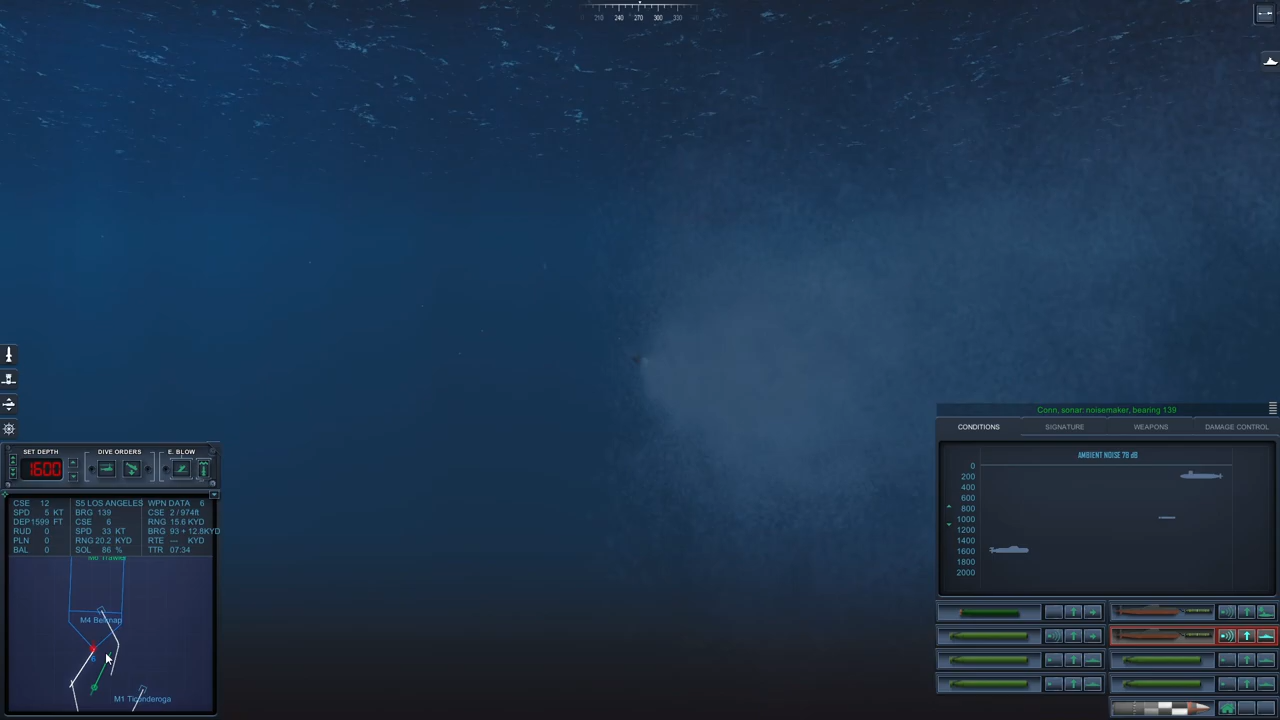 210 240 270 300 330
Conn, sonar: noisemaker, bearing 139
CONDITIONS SIGNATURE WEAPONS DAMAGE CONTROL
AMBIENT NOISE 78 dB
0
200
400
600
800
1000
1200
1400
1600
1800
2000
SET DEPTH DIVE ORDERS E. BLOW
1600
CSE 12 S5 LOS ANGELES WPN DATA 6
SPD 5 KT BRG 139 CSE 2 / 974ft
DEP1599 FT CSE 6 RNG 15.6 KYD
RUD 0 SPD 33 KT BRG 93 + 12.8KYD
PLN 0 RNG 20.2 KYD RTE --- KYD
BAL 0 SOL 86 % TTR 07:34
M4 Belknap
6
M1 Ticonderoga